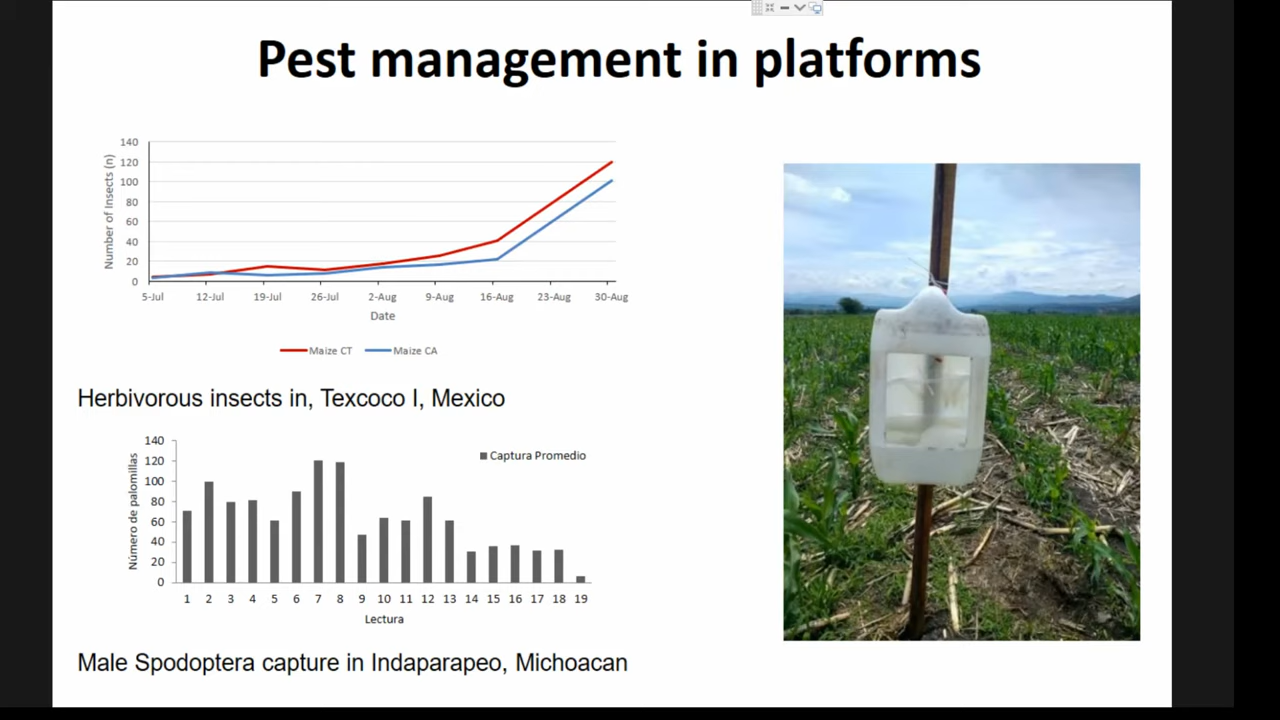 Pest management in platforms
140
120
100
80
60
40
20
0
Number of Insects (n)
5-Jul 12-Jul 19-Jul 26-Jul 2-Aug 9-Aug 16-Aug 23-Aug 30-Aug
Date
Maize CT Maize CA
Herbivorous insects in, Texcoco I, Mexico
140
120
100
80
60
40
20
0
Número de palomillas
Captura Promedio
1 2 3 4 5 6 7 8 9 10 11 12 13 14 15 16 17 18 19
Lectura
Male Spodoptera capture in Indaparapeo, Michoacan